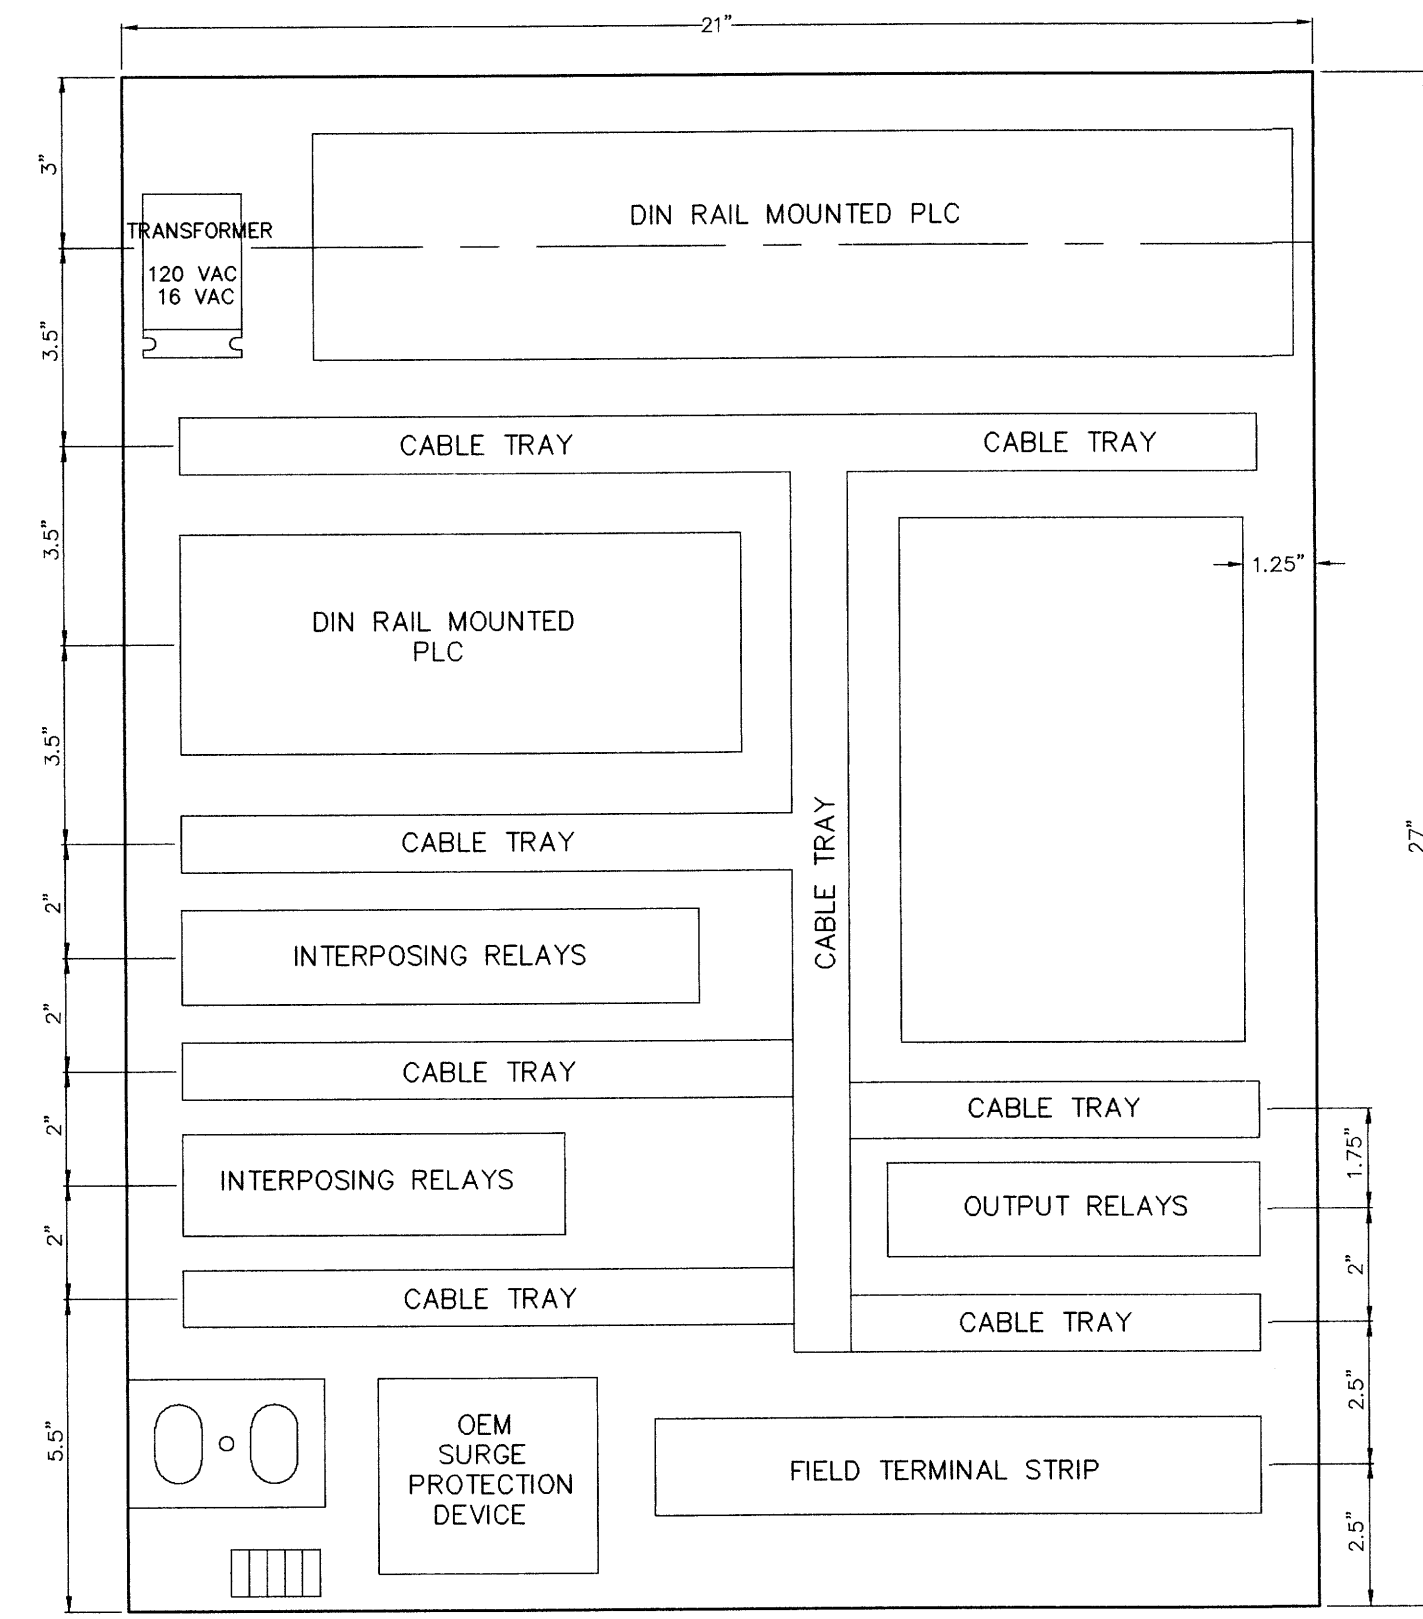 21"
3"
DIN RAIL MOUNTED PLC
TRANSFORMER
120 VAC
16 VAC
3.5"
CABLE TRAY
CABLE TRAY
3.5"
1.25"
DIN RAIL MOUNTED
PLC
3.5"
CABLE TRAY
CABLE TRAY
27"
2"
INTERPOSING RELAYS
2"
CABLE TRAY
CABLE TRAY
2"
1.75"
INTERPOSING RELAYS
OUTPUT RELAYS
2"
2"
CABLE TRAY
CABLE TRAY
2.5"
5.5"
OEM
SURGE
PROTECTION
DEVICE
FIELD TERMINAL STRIP
2.5"